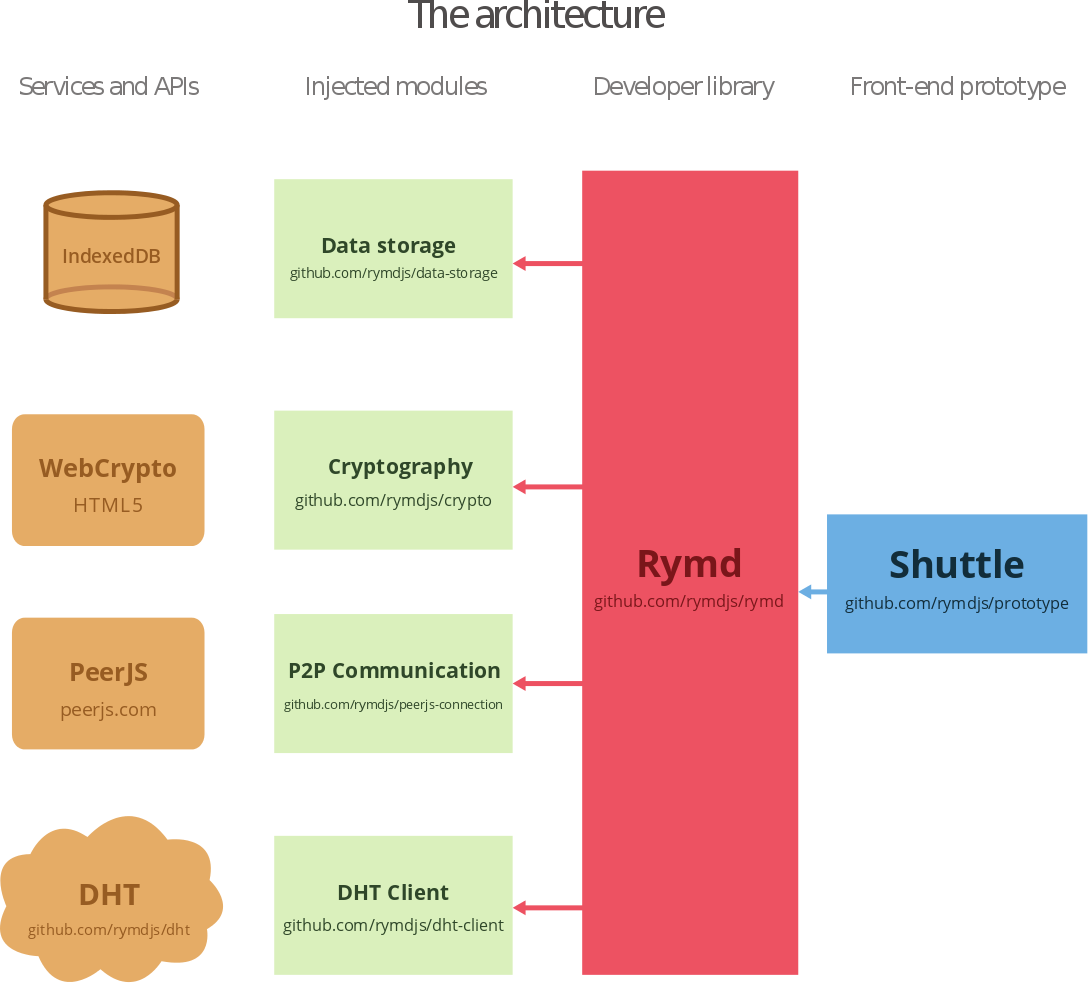 The architecture
Services and APIs
Injected modules
Developer library
Front-end prototype
IndexedDB
Data storage
github.com/rymdjs/data-storage
WebCrypto
HTML5
Cryptography
github.com/rymdjs/crypto
Rymd
github.com/rymdjs/rymd
Shuttle
github.com/rymdjs/prototype
PeerJS
peerjs.com
P2P Communication
github.com/rymdjs/peerjs-connection
DHT
github.com/rymdjs/dht
DHT Client
github.com/rymdjs/dht-client